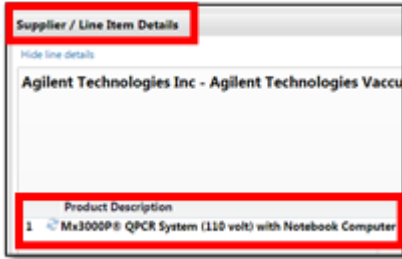 Supplier / Line Item Details
Hide line details
Agilent Technologies Inc - Agilent Technologies Vaccu
Product Description
1 Mx3000P® QPCR System (110 volt) with Notebook Computer